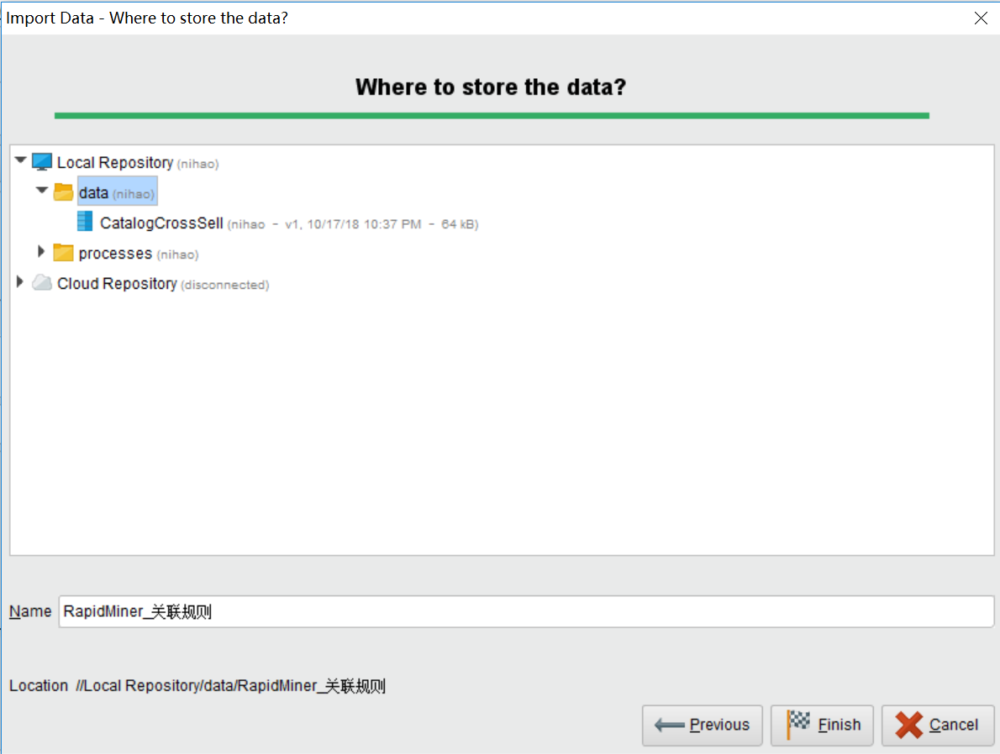 Import Data - Where to store the data?
Where to store the data?
Local Repository (nihao)
data (nihao)
CatalogCrossSell (nihao – v1, 10/17/18 10:37 PM – 64 kB)
processes (nihao)
Cloud Repository (disconnected)
Name RapidMiner_关联规则
Location //Local Repository/data/RapidMiner_关联规则
Previous Finish Cancel